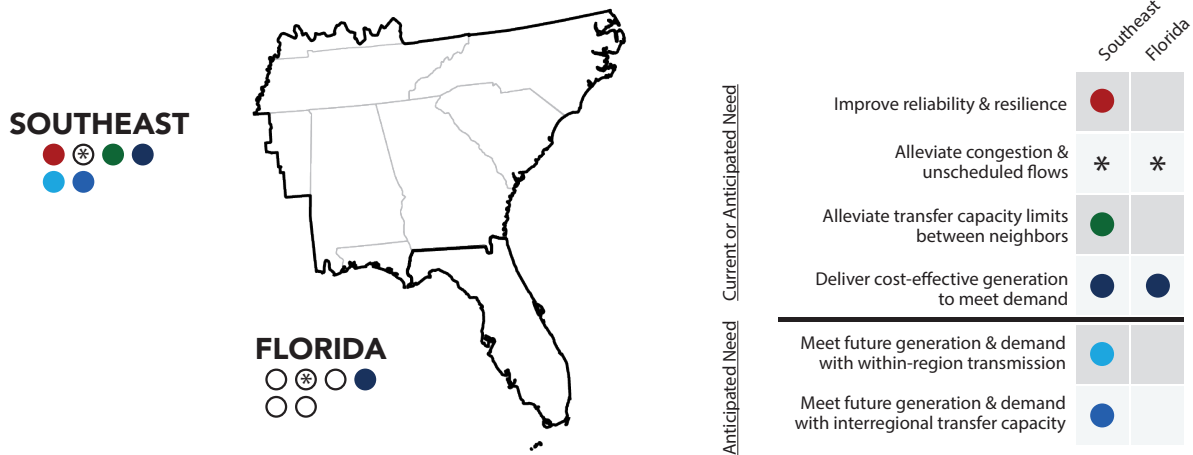 SOUTHEAST
*
FLORIDA
*
Southeast
Florida
Current or Anticipated Need
Improve reliability & resilience
Alleviate congestion &
unscheduled flows
* *
Alleviate transfer capacity limits
between neighbors
Deliver cost-effective generation
to meet demand
Anticipated Need
Meet future generation & demand
with within-region transmission
Meet future generation & demand
with interregional transfer capacity